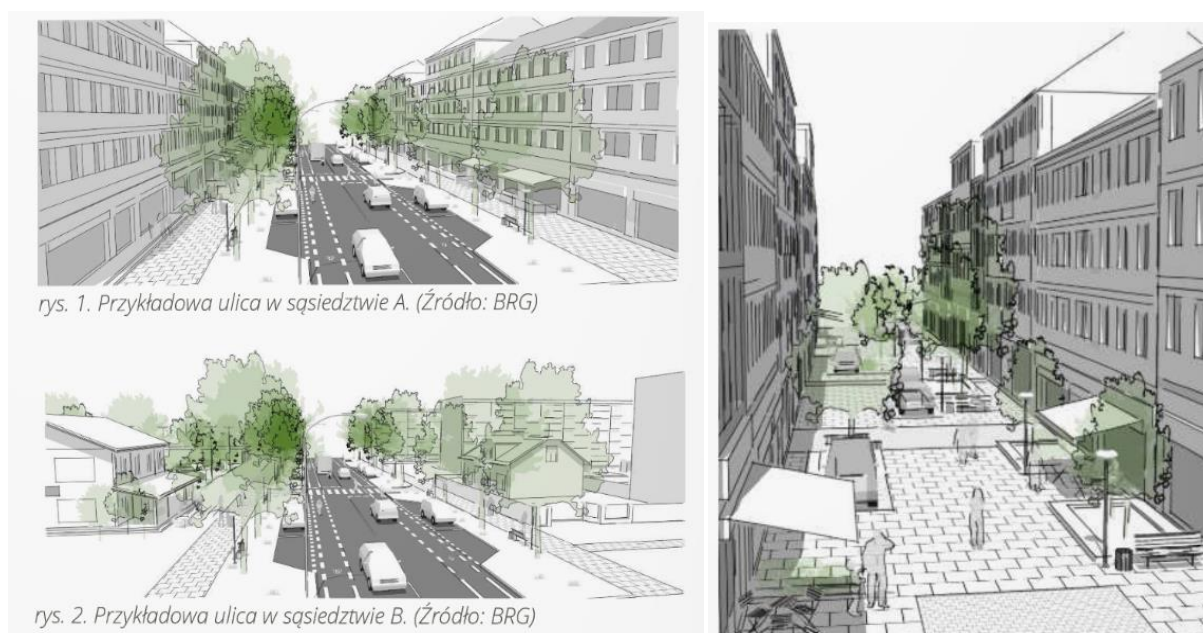 rys. 1. Przykładowa ulica w sąsiedztwie A. (Źródło: BRG)
rys. 2. Przykładowa ulica w sąsiedztwie B. (Źródło: BRG)